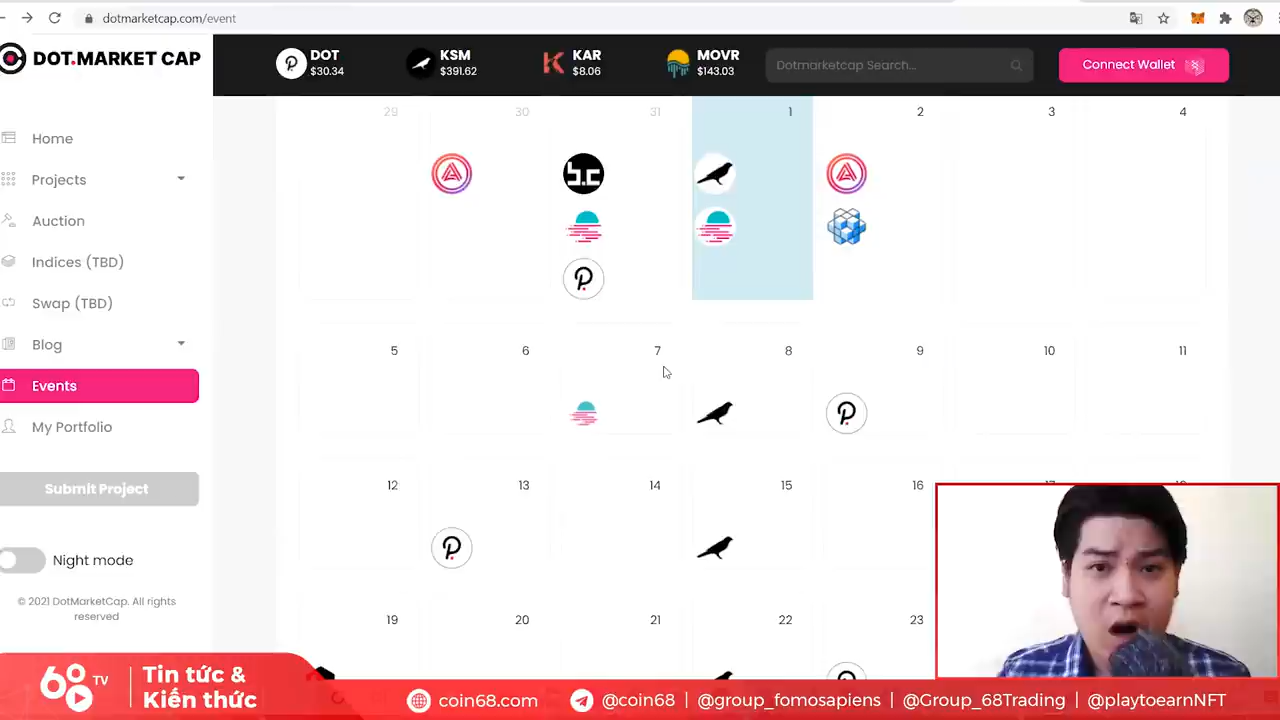 dotmarketcap.com/event
DOT.MARKET CAP
DOT
$30.34
KSM
$391.62
KAR
$8.06
MOVR
$143.03
Dotmarketcap Search...
Connect Wallet
Home
Projects
Auction
Indices (TBD)
Swap (TBD)
Blog
Events
My Portfolio
Submit Project
Night mode
© 2021 DotMarketCap. All rights
reserved
29 30 31 1 2 3 4
b.c
5 6 7 8 9 10 11
12 13 14 15 16
19 20 21 22 23
68 TV
Tin tức &
Kiến thức
coin68.com
@coin68 | @group_fomosapiens | @Group_68Trading | @playtoearnNFT